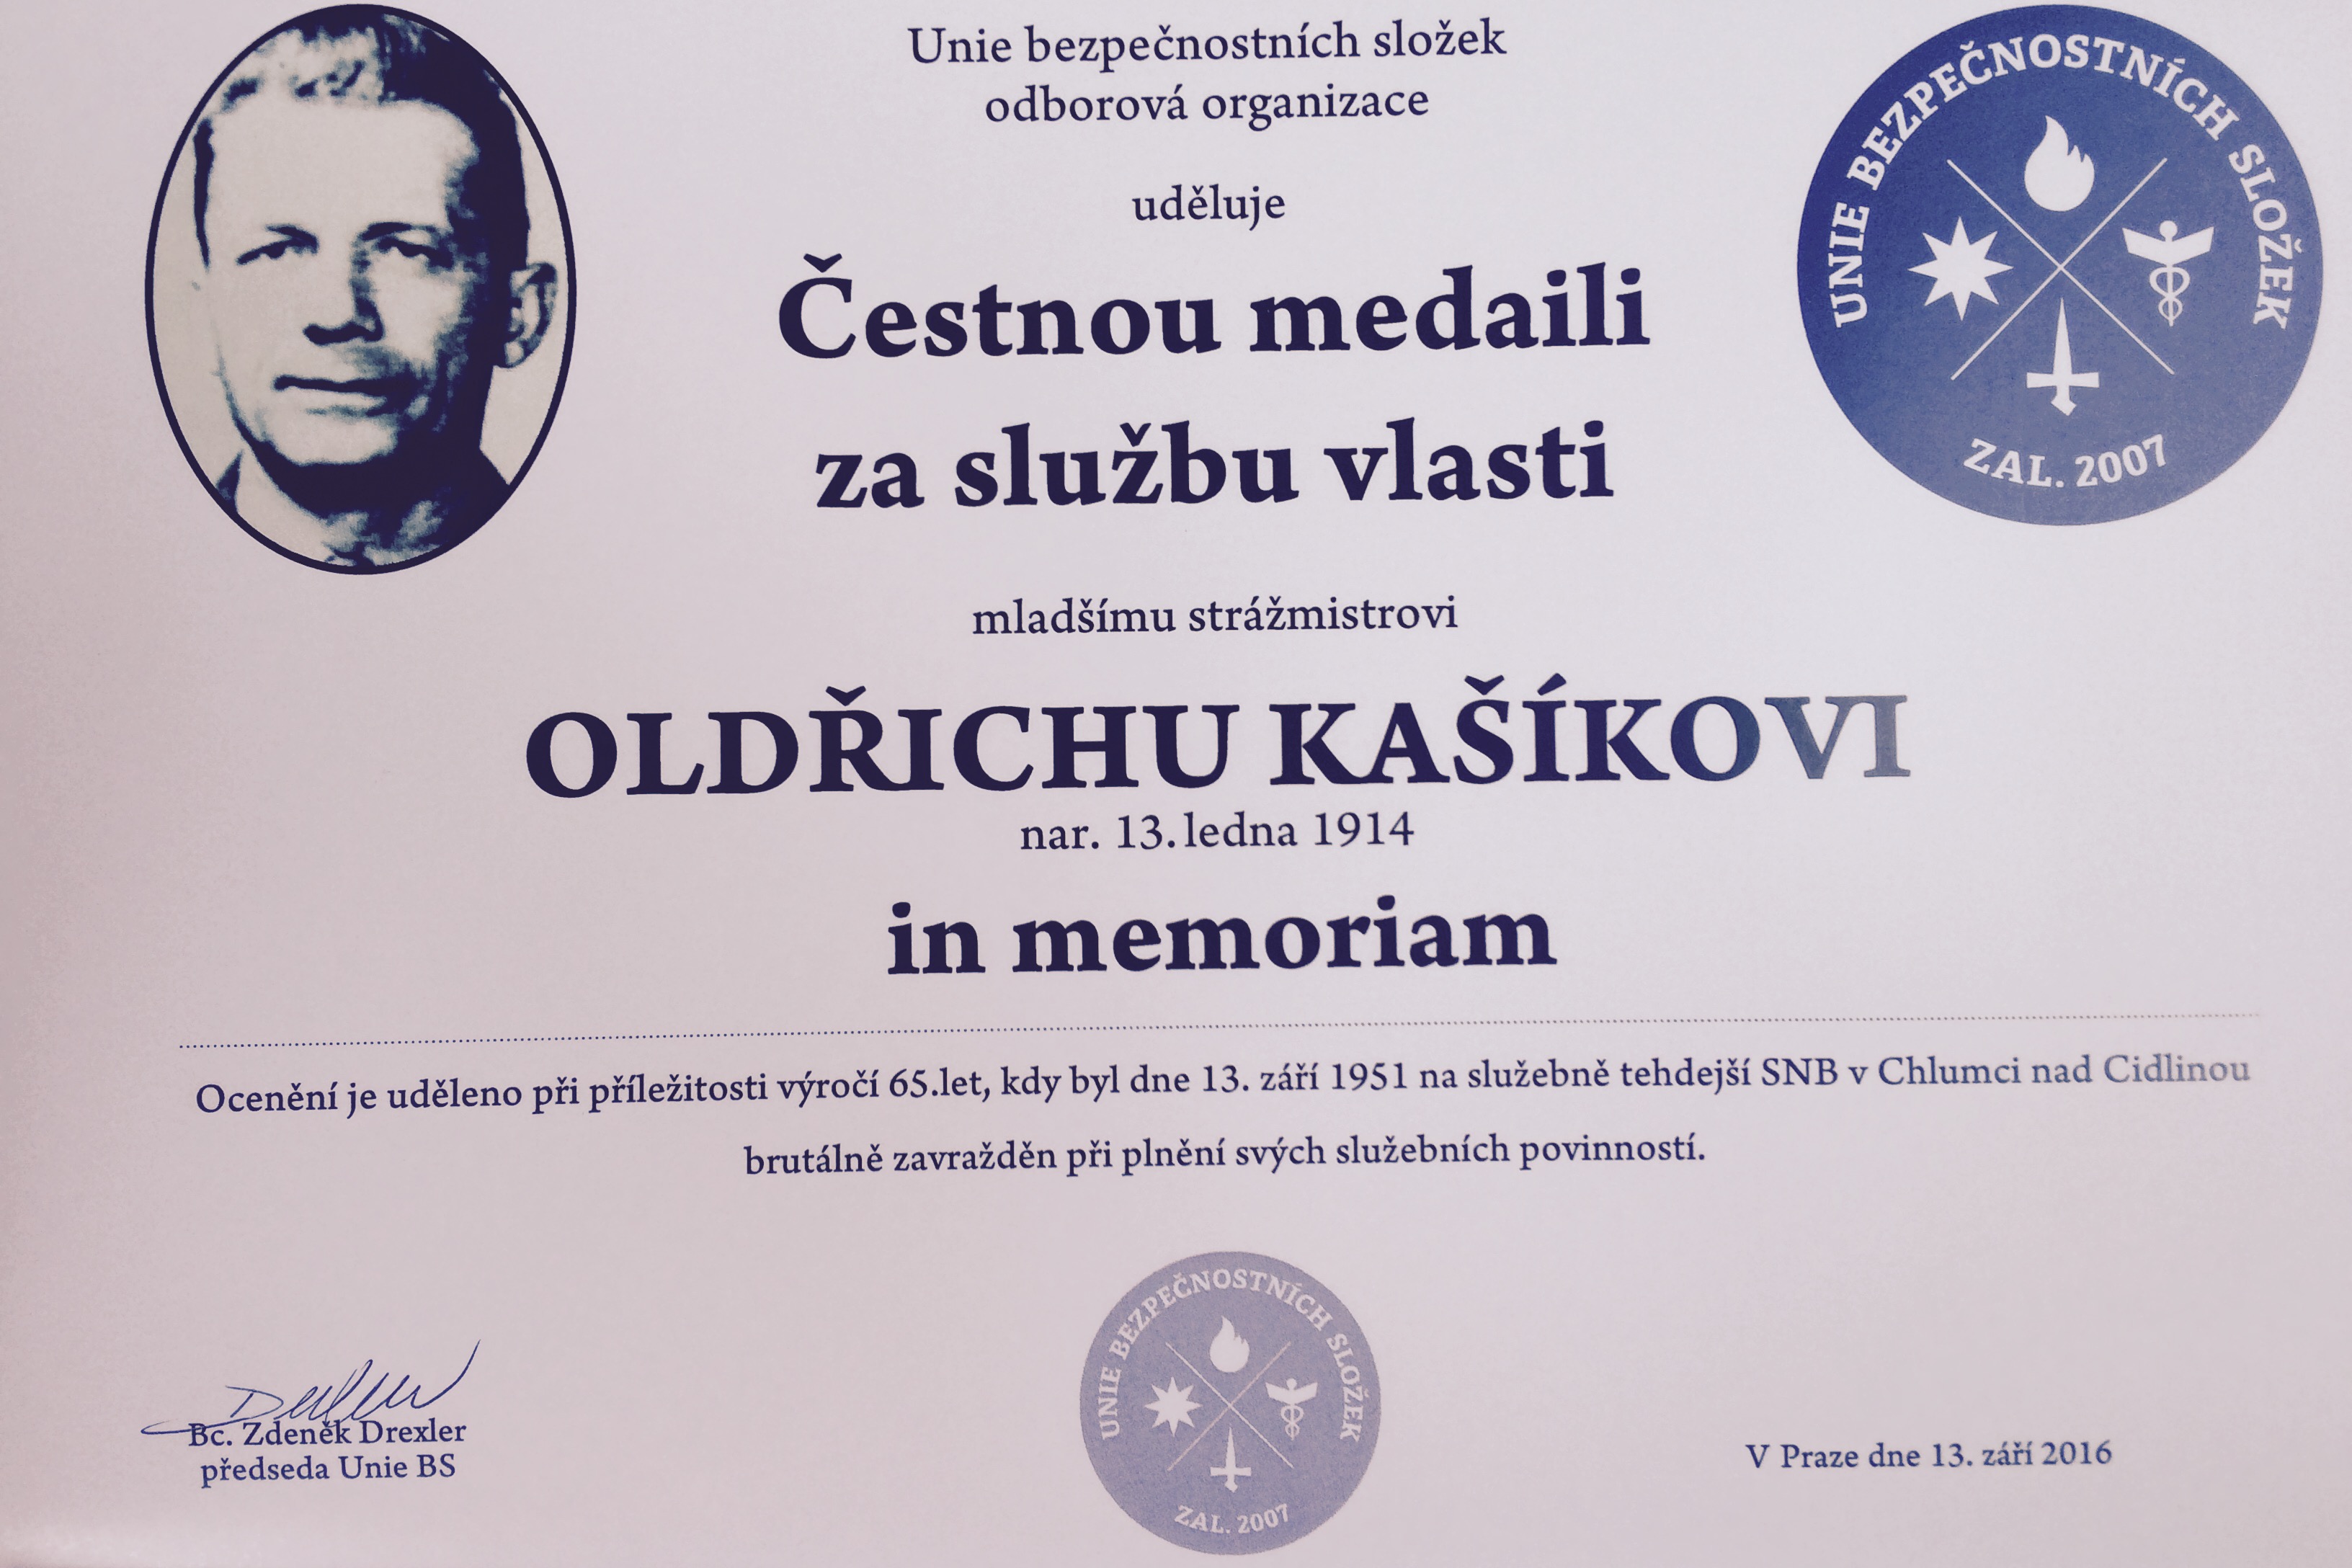 Unie bezpečnostních složek
odborová organizace
uděluje
Čestnou medaili
za službu vlasti
UNIE BEZPEČNOSTNÍCH SLOŽEK
ZAL. 2007
mladšímu strážmistrovi
OLDŘICHU KAŠÍKOVI
nar. 13. ledna 1914
in memoriam
Ocenění je uděleno při příležitosti výročí 65.let, kdy byl dne 13. září 1951 na služebně tehdejší SNB v Chlumci nad Cidlinou
brutálně zavražděn při plnění svých služebních povinností.
Bc. Zdeněk Drexler
předseda Unie BS
UNIE BEZPEČNOSTNÍCH SLOŽEK
ZAL. 2007
V Praze dne 13. září 2016